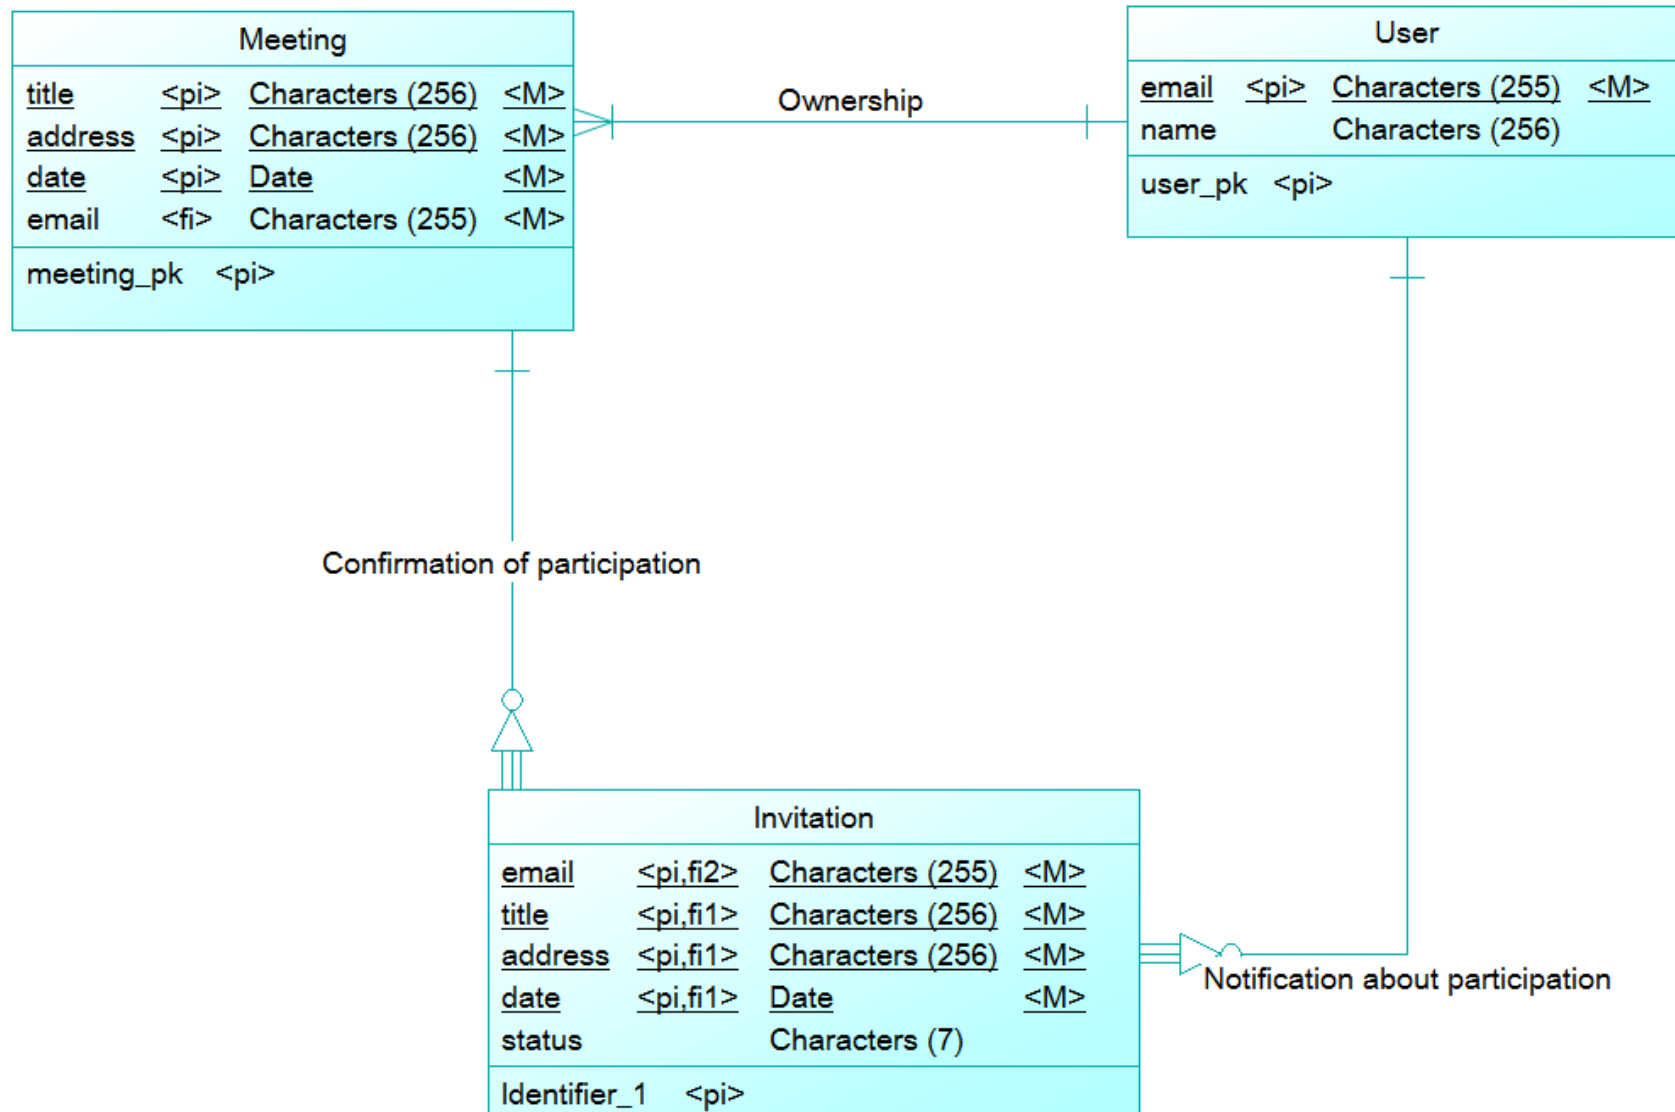 Meeting
title <pi> Characters (256) <M>
address <pi> Characters (256) <M>
date <pi> Date <M>
email <fi> Characters (255) <M>
meeting_pk <pi>
Ownership
User
email <pi> Characters (255) <M>
name Characters (256)
user_pk <pi>
Confirmation of participation
Invitation
email <pi,fi2> Characters (255) <M>
title <pi,fi1> Characters (256) <M>
address <pi,fi1> Characters (256) <M>
date <pi,fi1> Date <M>
status Characters (7)
Identifier_1 <pi>
Notification about participation